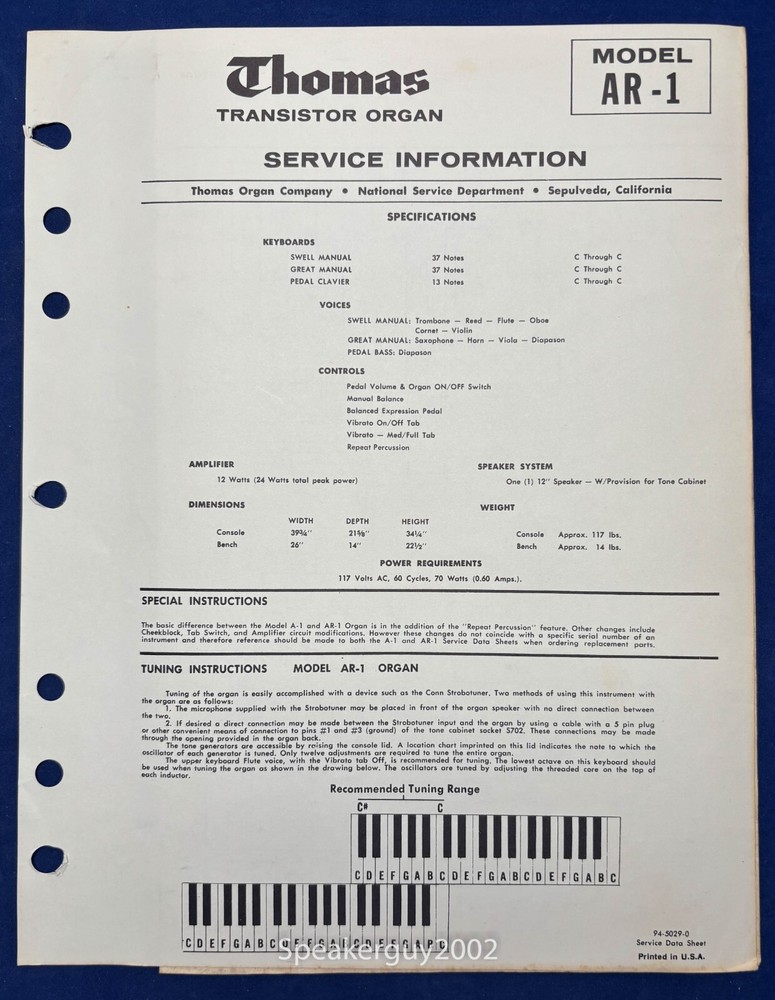 Thomas
TRANSISTOR ORGAN
MODEL
AR-1
SERVICE INFORMATION
Thomas Organ Company • National Service Department • Sepulveda, California
SPECIFICATIONS
KEYBOARDS
SWELL MANUAL 37 Notes C Through C
GREAT MANUAL 37 Notes C Through C
PEDAL CLAVIER 13 Notes C Through C
VOICES
SWELL MANUAL: Trombone — Reed — Flute — Oboe
Cornet — Violin
GREAT MANUAL: Saxophone — Horn — Viola — Diapason
PEDAL BASS: Diapason
CONTROLS
Pedal Volume & Organ ON/OFF Switch
Manual Balance
Balanced Expression Pedal
Vibrato On/Off Tab
Vibrato — Med/Full Tab
Repeat Percussion
AMPLIFIER SPEAKER SYSTEM
12 Watts (24 Watts total peak power) One (1) 12" Speaker — W/Provision for Tone Cabinet
DIMENSIONS WEIGHT
WIDTH DEPTH HEIGHT
Console 39¾" 21⅝" 34¼" Console Approx. 117 lbs.
Bench 26" 14" 22½" Bench Approx. 14 lbs.
POWER REQUIREMENTS
117 Volts AC, 60 Cycles, 70 Watts (0.60 Amps.).
SPECIAL INSTRUCTIONS
The basic difference between the Model A-1 and AR-1 Organ is in the addition of the "Repeat Percussion" feature. Other changes include
Cheekblock, Tab Switch, and Amplifier circuit modifications. However these changes do not coincide with a specific serial number of an
instrument and therefore reference should be made to both the A-1 and AR-1 Service Data Sheets when ordering replacement parts.
TUNING INSTRUCTIONS MODEL AR-1 ORGAN
Tuning of the organ is easily accomplished with a device such as the Conn Strobotuner. Two methods of using this instrument with
the organ are as follows:
1. The microphone supplied with the Strobotuner may be placed in front of the organ speaker with no direct connection between
the two.
2. If desired a direct connection may be made between the Strobotuner input and the organ by using a cable with a 5 pin plug
or other convenient means of connection to pins #1 and #3 (ground) of the tone cabinet socket S702. These connections may be made
through the opening provided in the organ back.
The tone generators are accessible by raising the console lid. A location chart imprinted on this lid indicates the note to which the
oscillator of each generator is tuned. Only twelve adjustments are required to tune the entire organ.
The upper keyboard Flute voice, with the Vibrato tab Off, is recommended for tuning. The lowest octave on this keyboard should
be used when tuning the organ as shown in the drawing below. The oscillators are tuned by adjusting the threaded core on the top of
each inductor.
Recommended Tuning Range
C# C
C D E F G A B C D E F G A B C D E F G A B C
C D E F G A B C D E F G A B C D E F G A B C
Speakerguy2002
94-5029-0
Service Data Sheet
Printed in U.S.A.